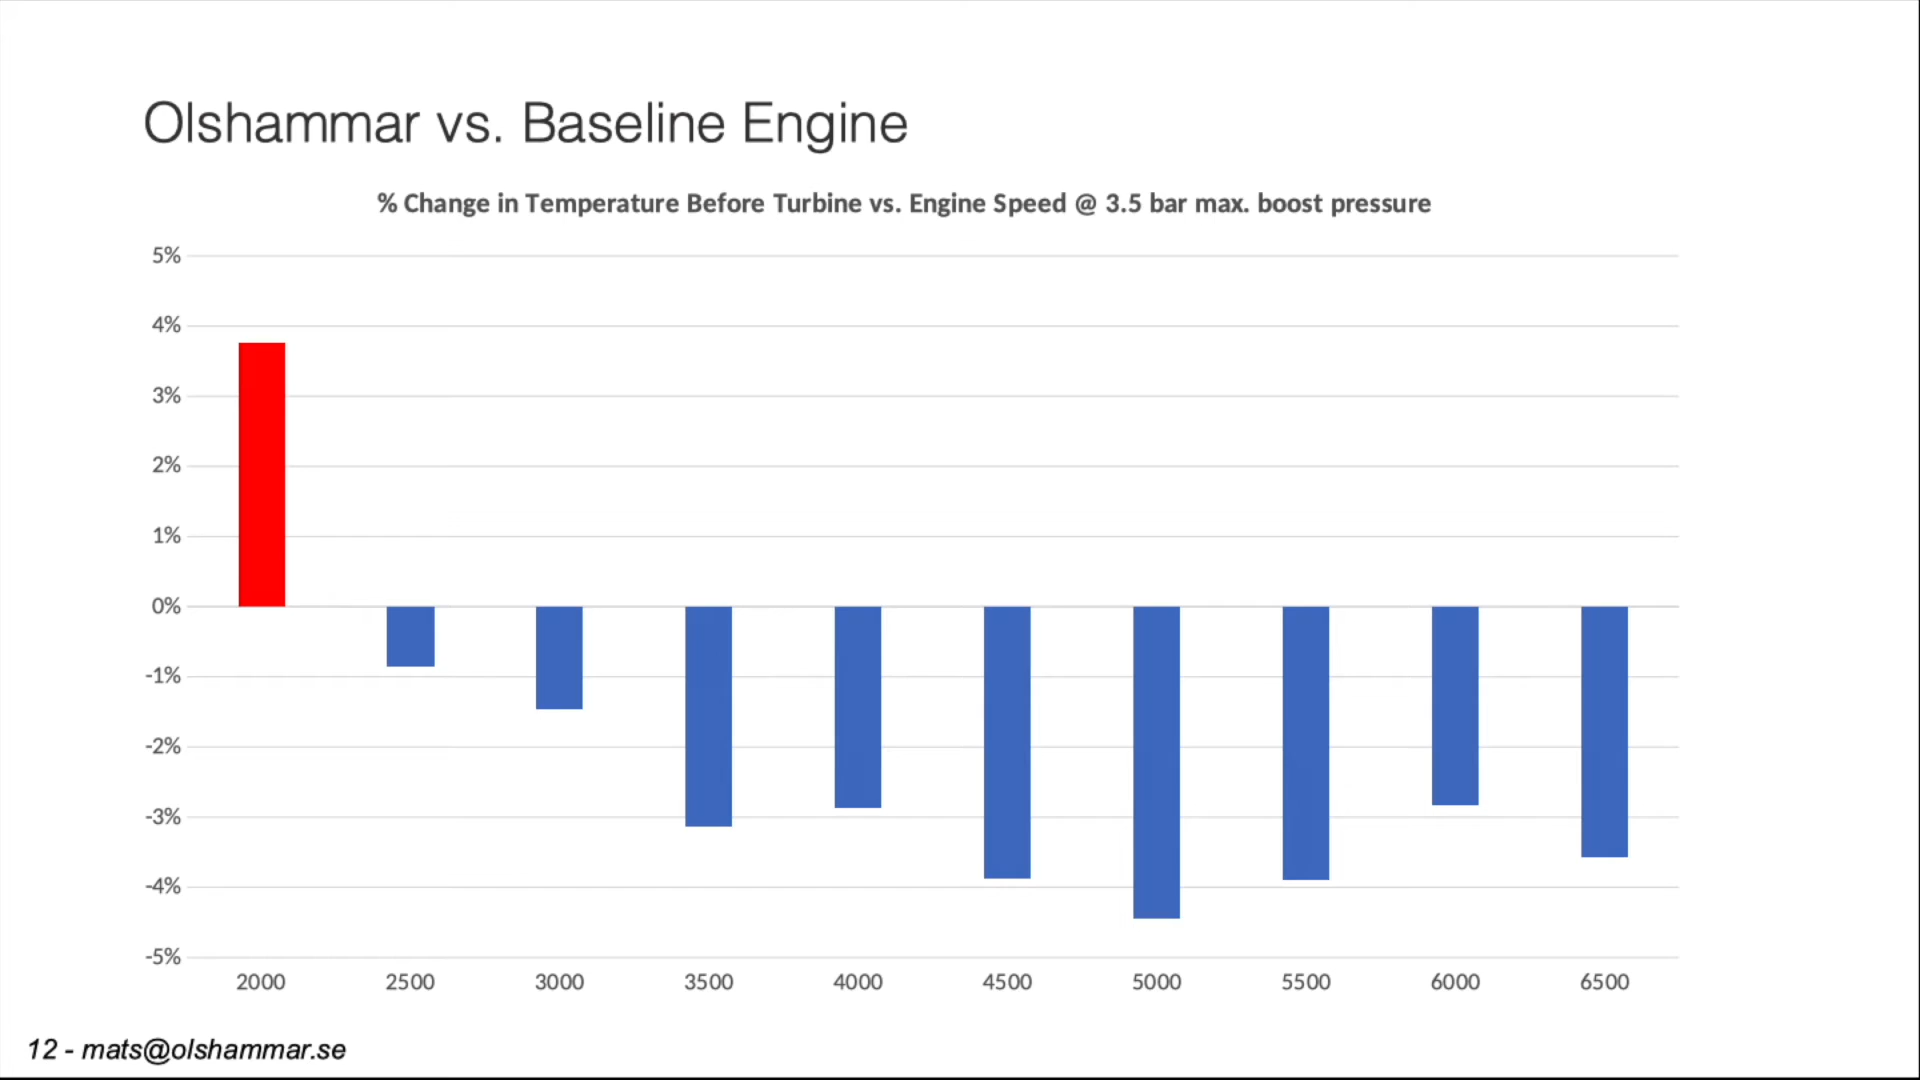 Olshammar vs. Baseline Engine
% Change in Temperature Before Turbine vs. Engine Speed @ 3.5 bar max. boost pressure
5%
4%
3%
2%
1%
0%
-1%
-2%
-3%
-4%
-5%
2000 2500 3000 3500 4000 4500 5000 5500 6000 6500
12 - mats@olshammar.se